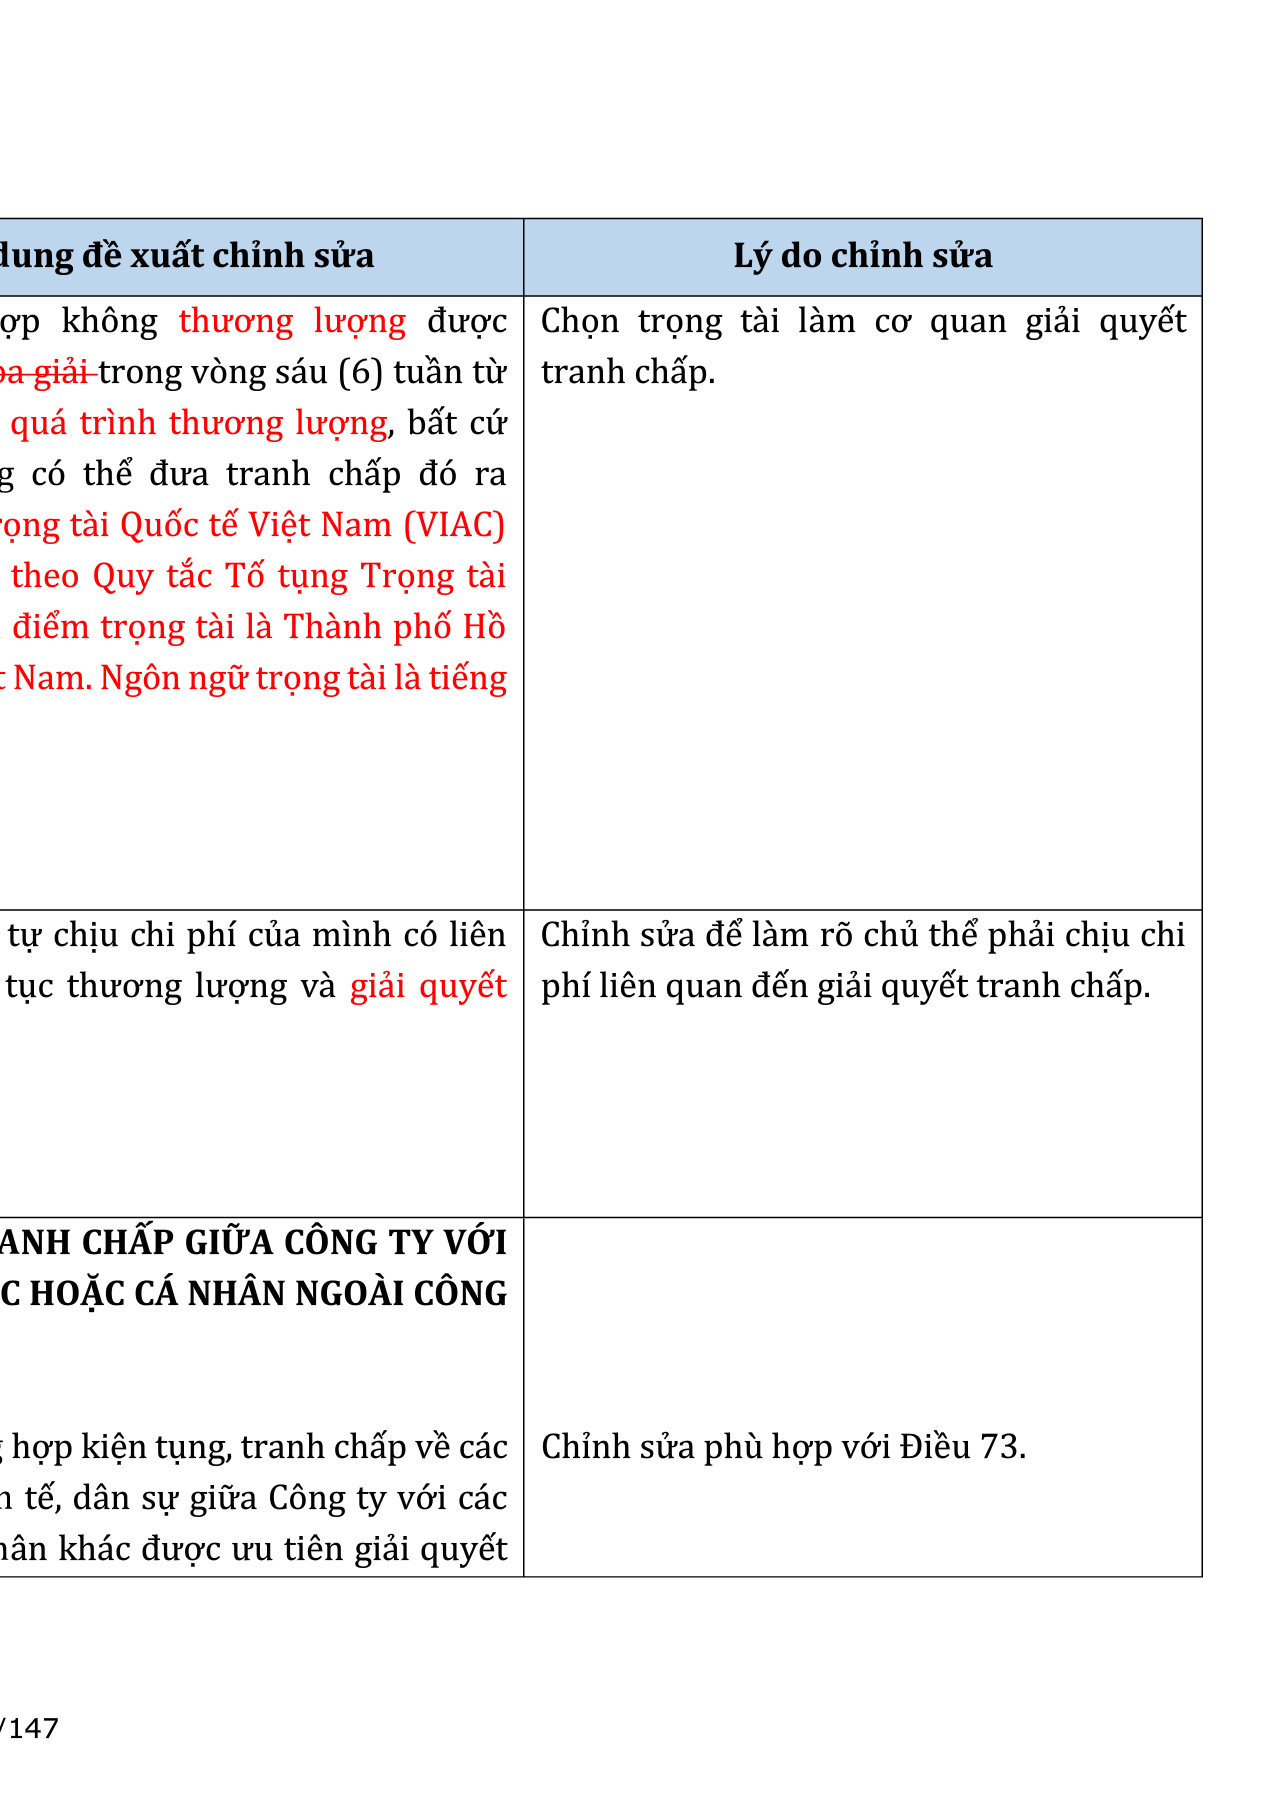 dung đề xuất chỉnh sửa
Lý do chỉnh sửa
không thương lượng được
giải trong vòng sáu (6) tuần từ
quá trình thương lượng, bất cứ
có thể đưa tranh chấp đó ra
tài Quốc tế Việt Nam (VIAC)
theo Quy tắc Tố tụng Trọng tài
điểm trọng tài là Thành phố Hồ
Nam. Ngôn ngữ trọng tài là tiếng
Chọn trọng tài làm cơ quan giải quyết
tranh chấp.
tự chịu chi phí của mình có liên
tục thương lượng và giải quyết
Chỉnh sửa để làm rõ chủ thể phải chịu chi
phí liên quan đến giải quyết tranh chấp.
ANH CHẤP GIỮA CÔNG TY VỚI
C HOẶC CÁ NHÂN NGOÀI CÔNG
hợp kiện tụng, tranh chấp về các
tế, dân sự giữa Công ty với các
khác được ưu tiên giải quyết
Chỉnh sửa phù hợp với Điều 73.
/147